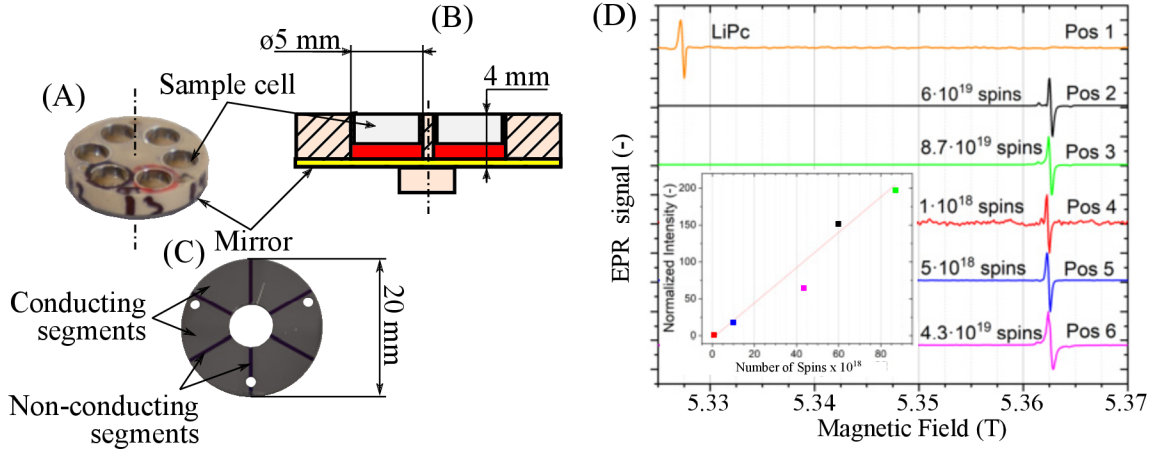 (A)
(B)
ø5 mm
4 mm
Sample cell
Mirror
(C)
Conducting
segments
Non-conducting
segments
20 mm
(D)
LiPc
Pos 1
6·10¹⁹ spins
Pos 2
8.7·10¹⁹ spins
Pos 3
1·10¹⁸ spins
Pos 4
5·10¹⁸ spins
Pos 5
4.3·10¹⁹ spins
Pos 6
EPR signal (-)
5.33
5.34
5.35
5.36
5.37
Magnetic Field (T)
Normalized Intensity (-)
200
150
100
50
0
0
20
40
60
80
Number of Spins x 10¹⁸